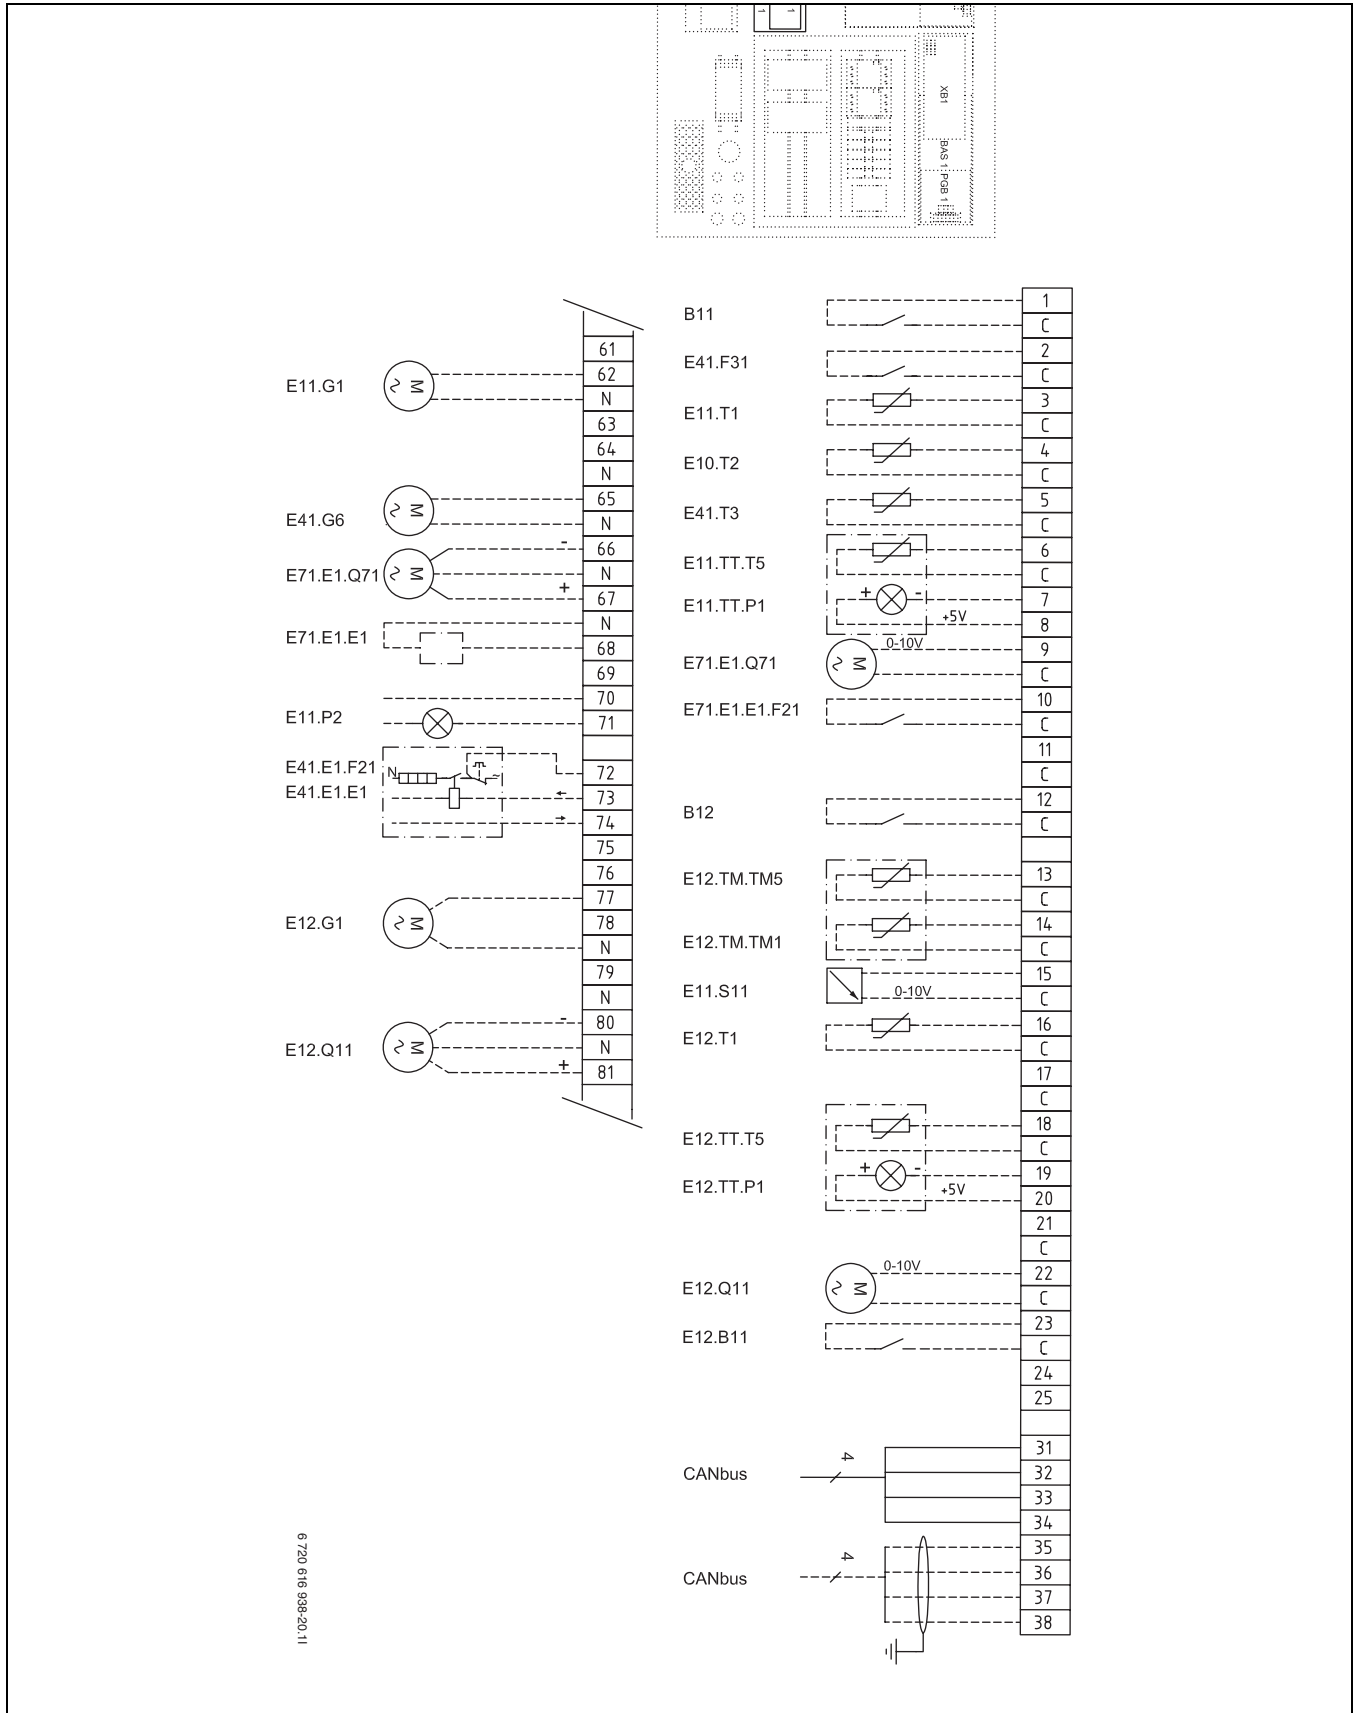 1
1
XB1
BAS 1
PGB 1
61
E11.G1
M
62
N
63
64
N
E41.G6
M
65
N
E71.E1.Q71
M
-
66
N
+
67
E71.E1.E1
N
68
69
E11.P2
70
71
E41.E1.F21
N
72
E41.E1.E1
73
74
75
76
E12.G1
M
77
78
N
79
N
E12.Q11
M
-
80
N
+
81
B11
1
C
E41.F31
2
C
E11.T1
3
C
E10.T2
4
C
E41.T3
5
C
E11.TT.T5
6
C
E11.TT.P1
+
-
7
+5V
8
E71.E1.Q71
M
0-10V
9
C
E71.E1.E1.F21
10
C
11
C
B12
12
C
E12.TM.TM5
13
C
E12.TM.TM1
14
C
E11.S11
15
0-10V
C
E12.T1
16
C
17
C
E12.TT.T5
18
C
E12.TT.P1
+
-
19
+5V
20
21
C
E12.Q11
M
0-10V
22
C
E12.B11
23
C
24
25
CANbus
4
31
32
33
34
CANbus
4
35
36
37
38
6 720 616 938-20.1I